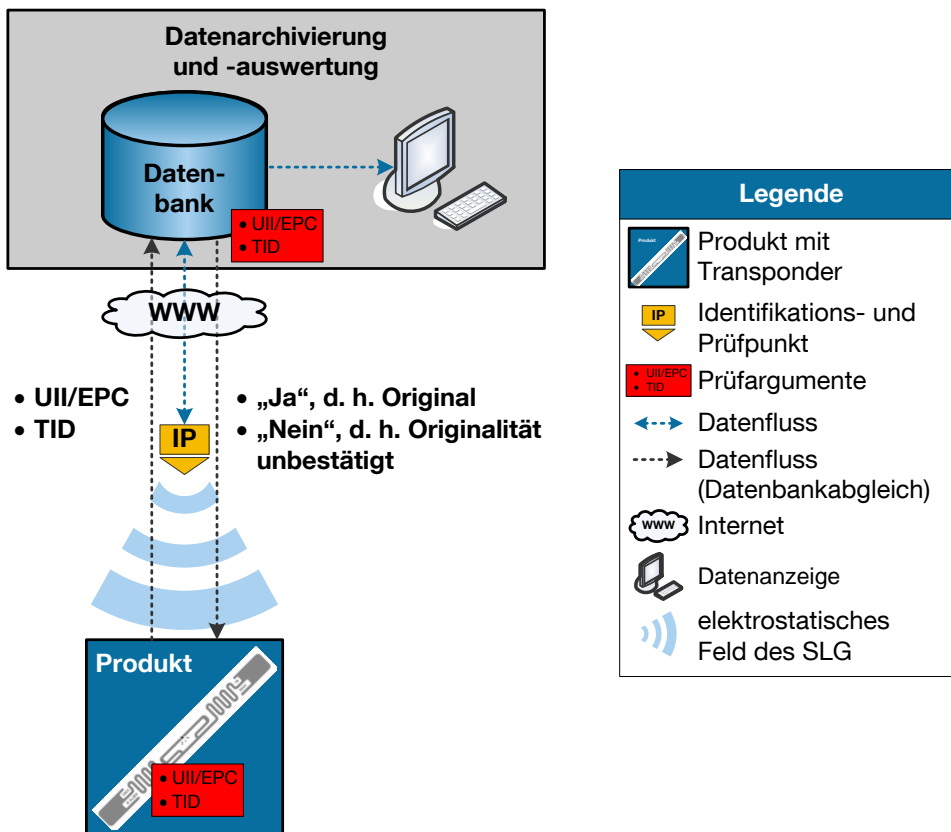 Datenarchivierung
und -auswertung
Daten-
bank
• UII/EPC
• TID
WWW
• UII/EPC
• TID
• „Ja“, d. h. Original
• „Nein“, d. h. Originalität
unbestätigt
IP
Produkt
• UII/EPC
• TID
Legende
Produkt
Produkt mit
Transponder
IP
Identifikations- und
Prüfpunkt
• UII/EPC
• TID
Prüfargumente
Datenfluss
Datenfluss
(Datenbankabgleich)
WWW
Internet
Datenanzeige
elektrostatisches
Feld des SLG